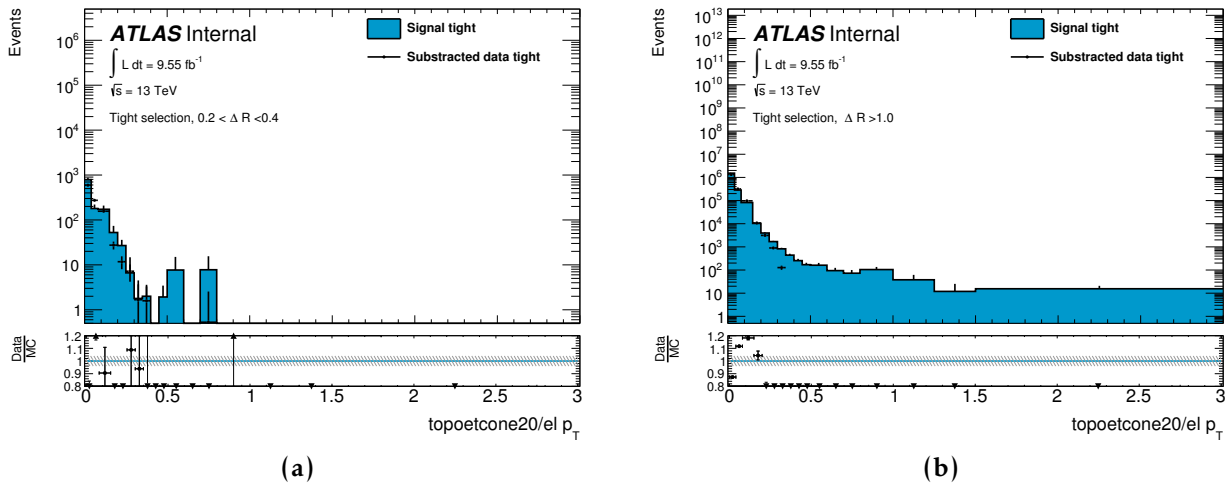 Events
ATLAS Internal
∫ L dt = 9.55 fb⁻¹
√s = 13 TeV
Tight selection, 0.2 < Δ R <0.4
Signal tight
Substracted data tight
10⁶
10⁵
10⁴
10³
10²
10
1
Data
MC
1.2
1.1
1
0.9
0.8
0 0.5 1 1.5 2 2.5 3
topoetcone20/el p_T
(a)
Events
ATLAS Internal
∫ L dt = 9.55 fb⁻¹
√s = 13 TeV
Tight selection, Δ R >1.0
Signal tight
Substracted data tight
10¹³
10¹²
10¹¹
10¹⁰
10⁹
10⁸
10⁷
10⁶
10⁵
10⁴
10³
10²
10
1
Data
MC
1.2
1.1
1
0.9
0.8
0 0.5 1 1.5 2 2.5 3
topoetcone20/el p_T
(b)